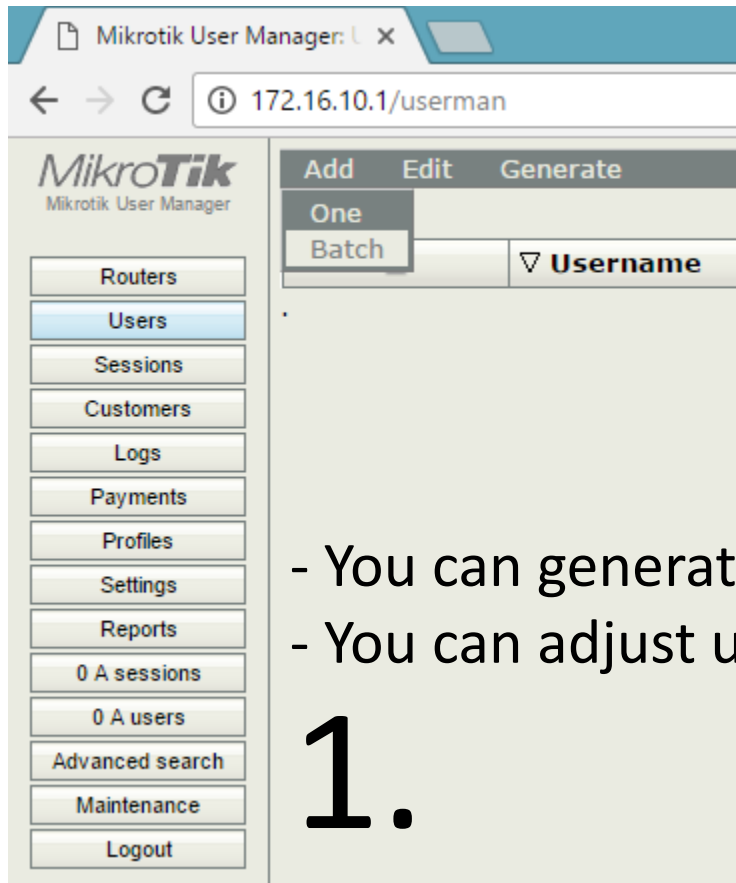 Mikrotik User Manager:
172.16.10.1/userman
MikroTik
Mikrotik User Manager
Add Edit Generate
One
Batch
Username
Routers
Users
Sessions
Customers
Logs
Payments
Profiles
Settings
Reports
0 A sessions
0 A users
Advanced search
Maintenance
Logout
.
- You can generat
- You can adjust u
1.